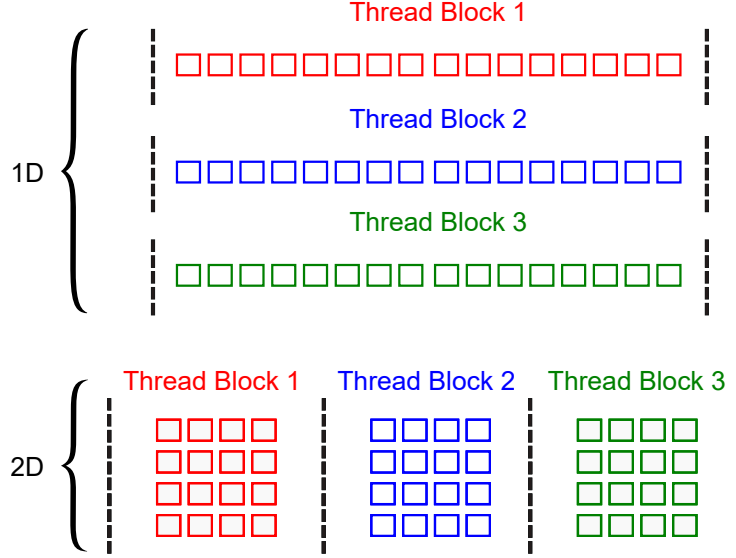 Thread Block 1
Thread Block 2
1D
Thread Block 3
Thread Block 1
Thread Block 2
Thread Block 3
2D